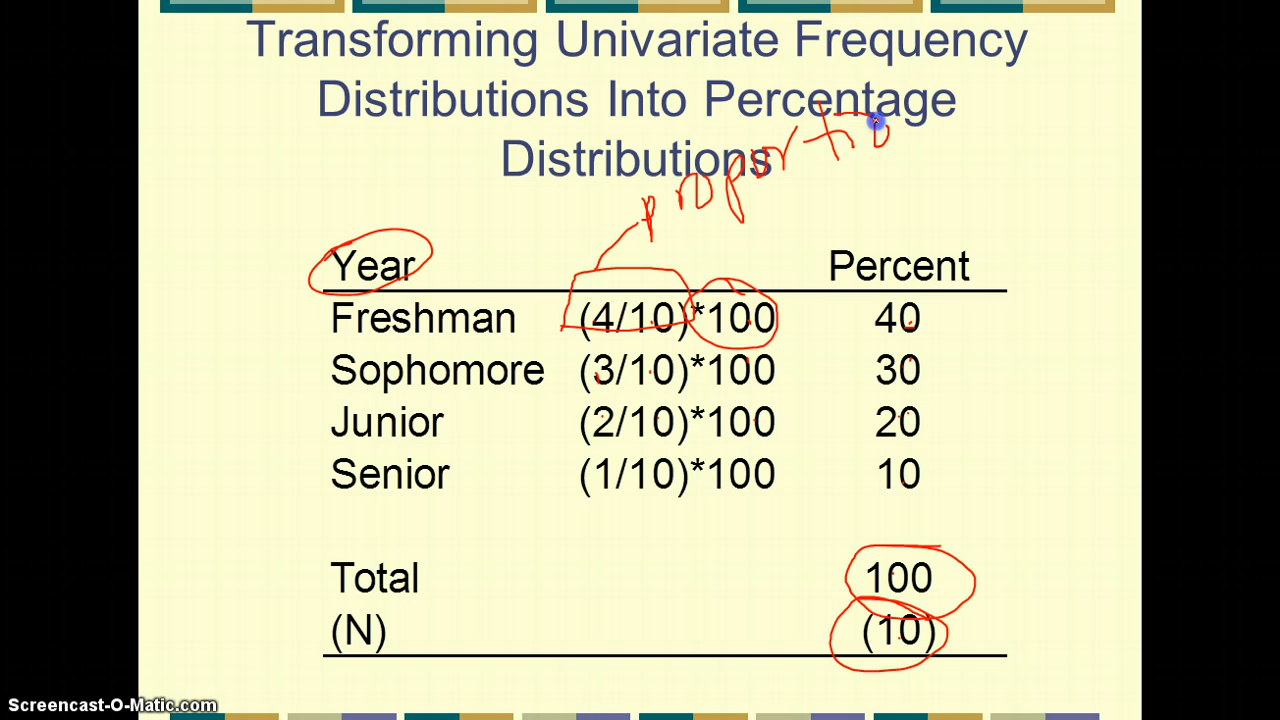 Transforming Univariate Frequency
Distributions Into Percentage
Distributions
proportio
Year Percent
Freshman (4/10)*100 40
Sophomore (3/10)*100 30
Junior (2/10)*100 20
Senior (1/10)*100 10
Total 100
(N) (10)
Screencast-O-Matic.com